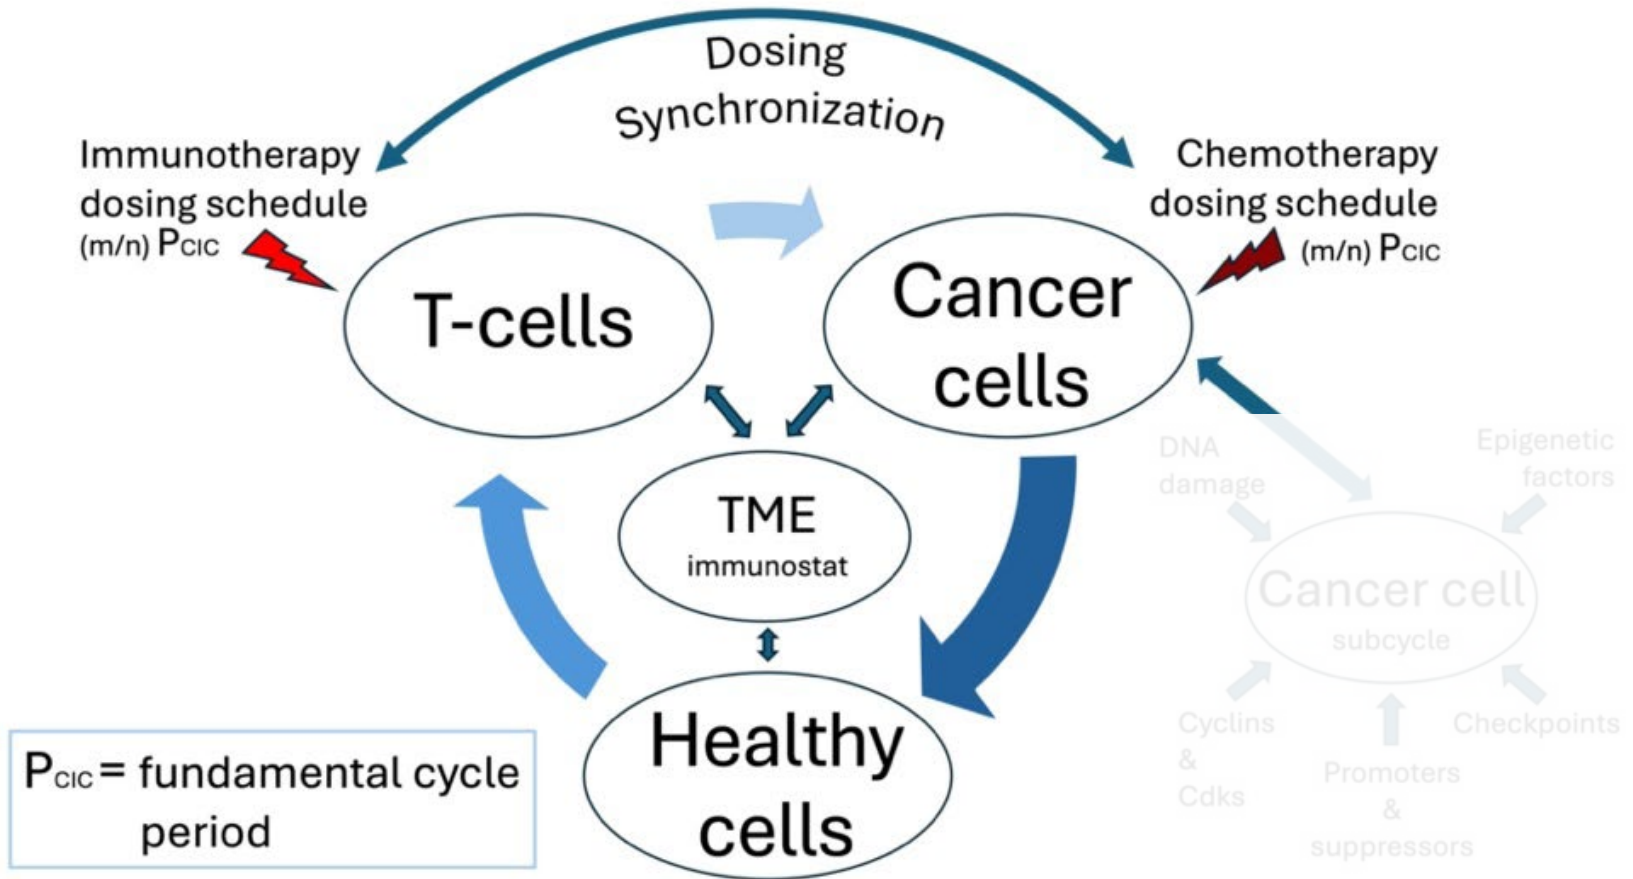 Dosing
Synchronization
Immunotherapy
dosing schedule
(m/n) PCIC
Chemotherapy
dosing schedule
(m/n) PCIC
T-cells
Cancer
cells
TME
immunostat
Healthy
cells
DNA
damage
Epigenetic
factors
Cancer cell
subcycle
Cyclins
&
Cdks
Promoters
&
suppressors
Checkpoints
PCIC = fundamental cycle
period